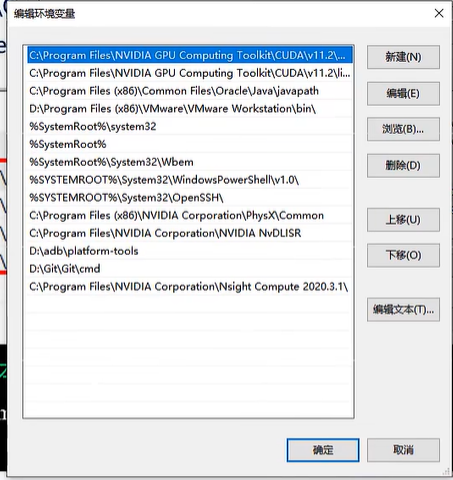 编辑环境变量
C:\Program Files\NVIDIA GPU Computing Toolkit\CUDA\v11.2\...
新建(N)
C:\Program Files\NVIDIA GPU Computing Toolkit\CUDA\v11.2\li...
C:\Program Files (x86)\Common Files\Oracle\Java\javapath
编辑(E)
D:\Program Files (x86)\VMware\VMware Workstation\bin\
%SystemRoot%\system32
浏览(B)...
%SystemRoot%
%SystemRoot%\System32\Wbem
删除(D)
%SYSTEMROOT%\System32\WindowsPowerShell\v1.0\
%SYSTEMROOT%\System32\OpenSSH\
C:\Program Files (x86)\NVIDIA Corporation\PhysX\Common
上移(U)
C:\Program Files\NVIDIA Corporation\NVIDIA NvDLISR
D:\adb\platform-tools
下移(O)
D:\Git\Git\cmd
C:\Program Files\NVIDIA Corporation\Nsight Compute 2020.3.1\
编辑文本(T)...
确定
取消